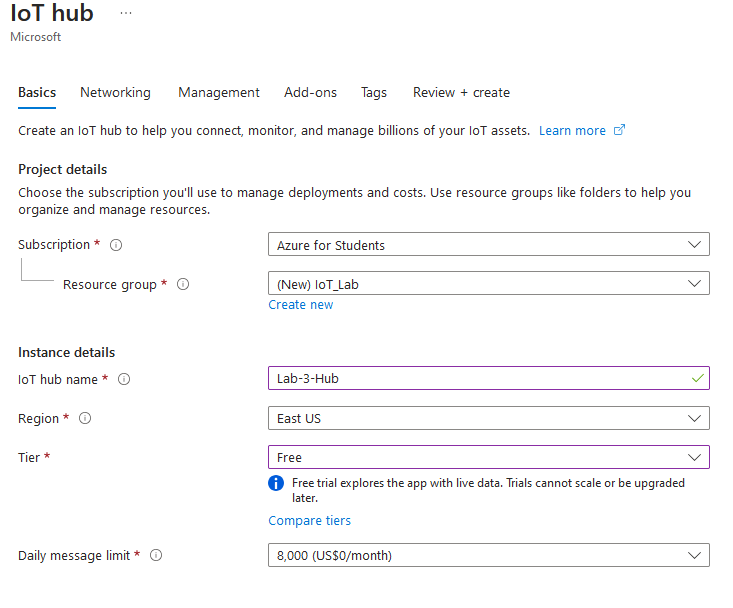 IoT hub ...
Microsoft
Basics Networking Management Add-ons Tags Review + create
Create an IoT hub to help you connect, monitor, and manage billions of your IoT assets. Learn more
Project details
Choose the subscription you'll use to manage deployments and costs. Use resource groups like folders to help you
organize and manage resources.
Subscription * Azure for Students
Resource group * (New) IoT_Lab
Create new
Instance details
IoT hub name * Lab-3-Hub
Region * East US
Tier * Free
Free trial explores the app with live data. Trials cannot scale or be upgraded
later.
Compare tiers
Daily message limit * 8,000 (US$0/month)